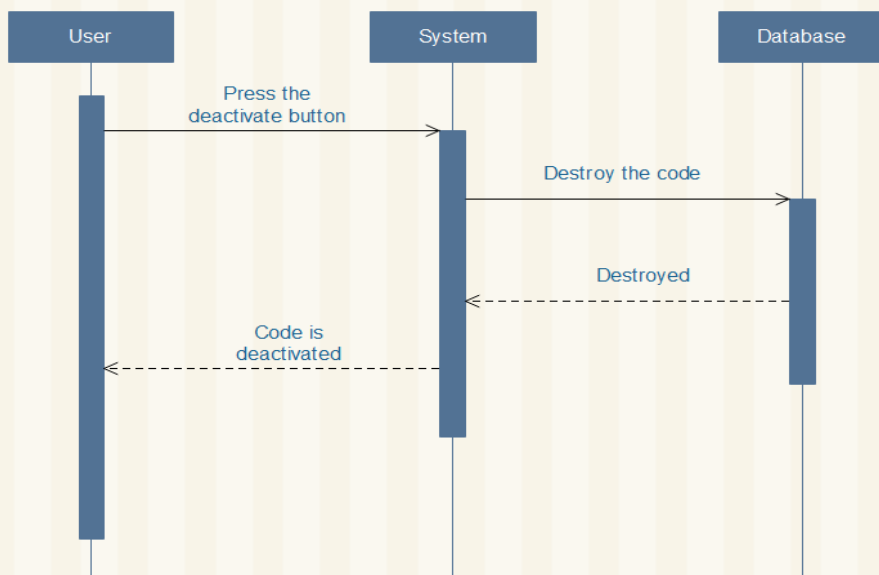 User
System
Database
Press the
deactivate button
Destroy the code
Destroyed
Code is
deactivated